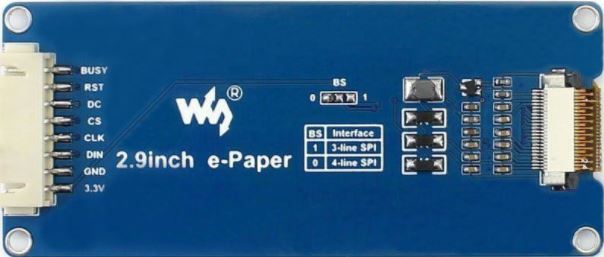 BUSY
RST
DC
CS
CLK
DIN
GND
3.3V
®
BS
0 1
BS Interface
1 3-line SPI
0 4-line SPI
2.9inch e-Paper
24